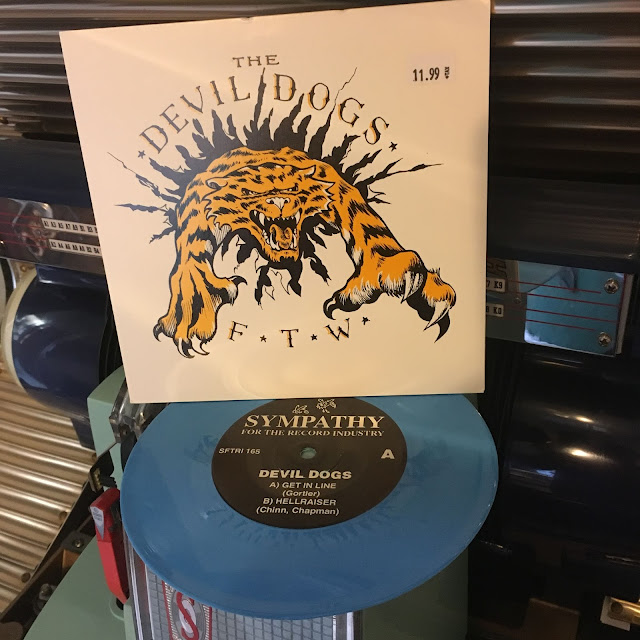 THE
11.99
DEVIL DOGS
F★T★W★
SYMPATHY
FOR THE RECORD INDUSTRY
SFTRI 165
A
DEVIL DOGS
A) GET IN LINE
(Gortler)
B) HELLRAISER
(Chinn, Chapman)